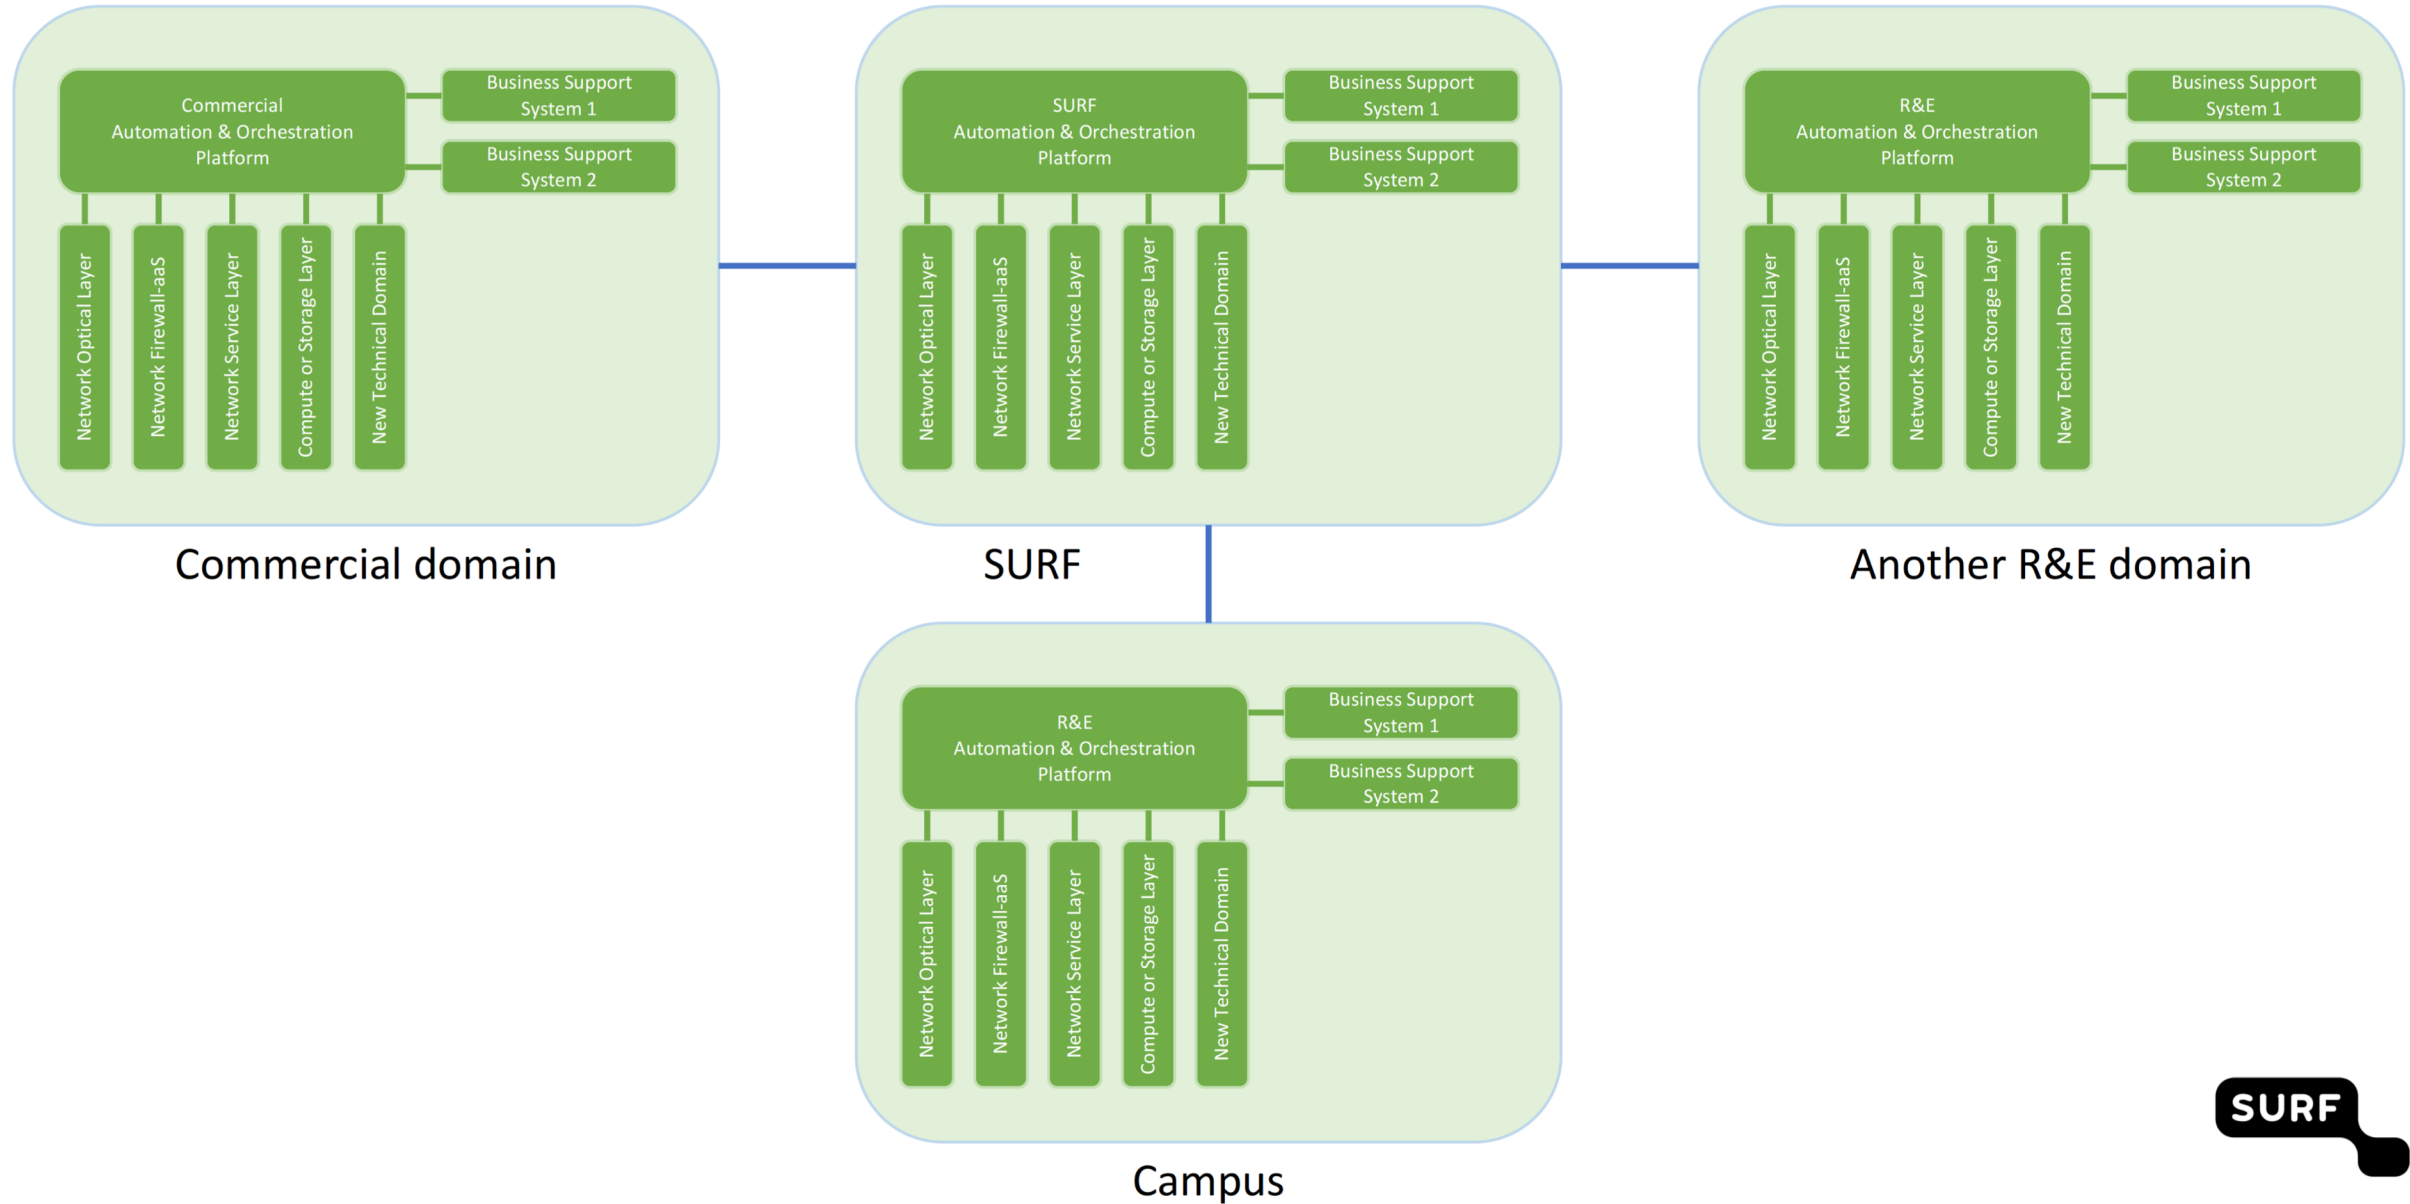 Commercial
Automation & Orchestration
Platform
Business Support
System 1
Business Support
System 2
Network Optical Layer
Network Firewall-aaS
Network Service Layer
Compute or Storage Layer
New Technical Domain
Commercial domain
SURF
Automation & Orchestration
Platform
Business Support
System 1
Business Support
System 2
Network Optical Layer
Network Firewall-aaS
Network Service Layer
Compute or Storage Layer
New Technical Domain
SURF
R&E
Automation & Orchestration
Platform
Business Support
System 1
Business Support
System 2
Network Optical Layer
Network Firewall-aaS
Network Service Layer
Compute or Storage Layer
New Technical Domain
Another R&E domain
R&E
Automation & Orchestration
Platform
Business Support
System 1
Business Support
System 2
Network Optical Layer
Network Firewall-aaS
Network Service Layer
Compute or Storage Layer
New Technical Domain
Campus
SURF